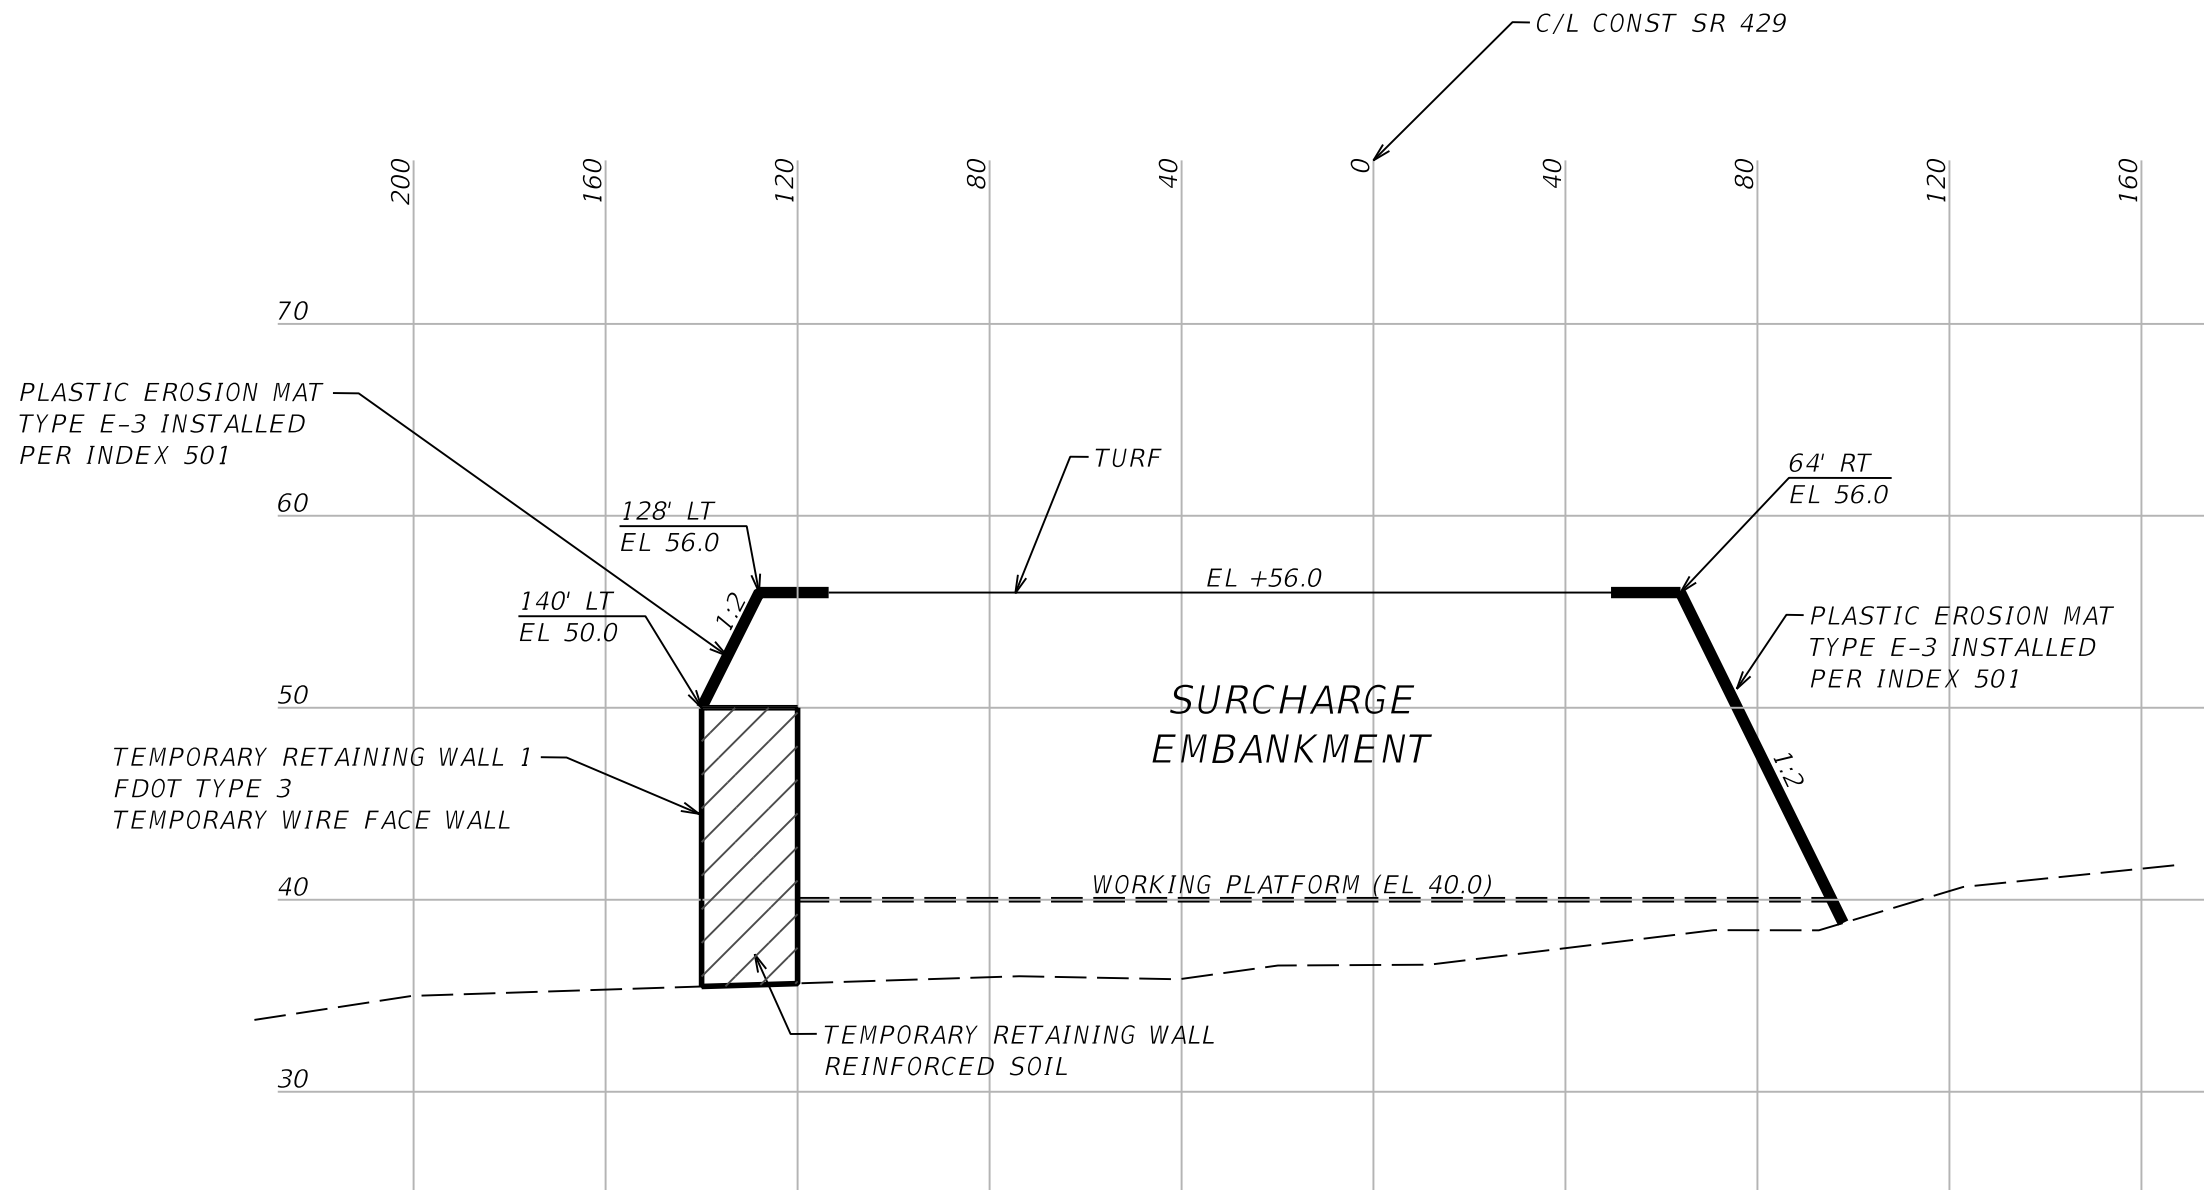 C/L CONST SR 429
200
160
120
80
40
0
40
80
120
160
70
PLASTIC EROSION MAT
TYPE E-3 INSTALLED
PER INDEX 501
TURF
64' RT
EL 56.0
60
128' LT
EL 56.0
EL +56.0
140' LT
EL 50.0
1:2
PLASTIC EROSION MAT
TYPE E-3 INSTALLED
PER INDEX 501
50
SURCHARGE
EMBANKMENT
TEMPORARY RETAINING WALL 1
FDOT TYPE 3
TEMPORARY WIRE FACE WALL
1:2
40
WORKING PLATFORM (EL 40.0)
TEMPORARY RETAINING WALL
REINFORCED SOIL
30